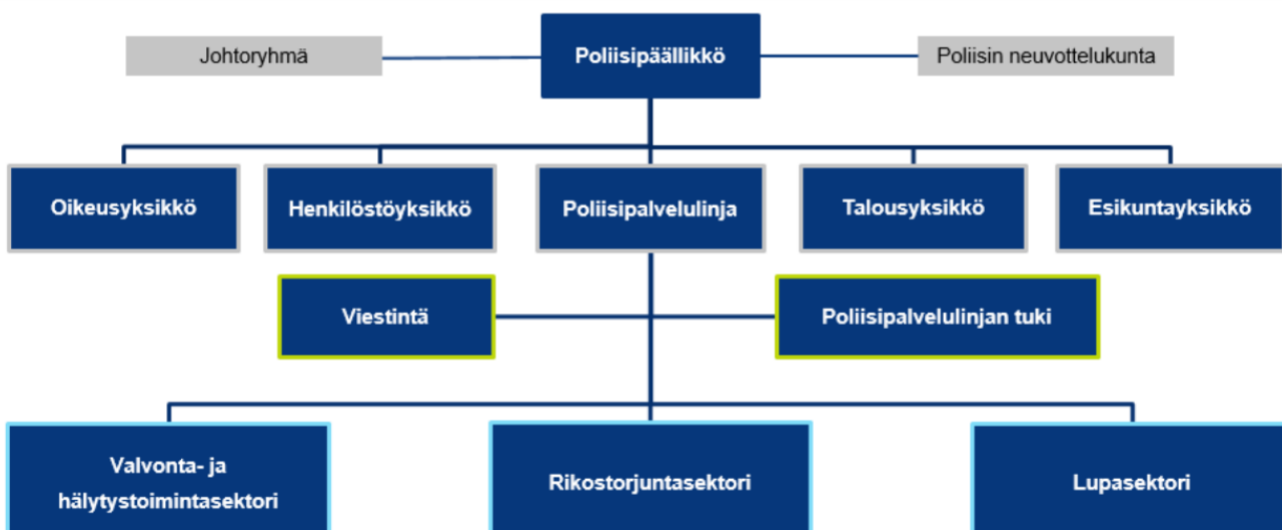 Johtoryhmä
Poliisipäällikkö
Poliisin neuvottelukunta
Oikeusyksikkö
Henkilöstöyksikkö
Poliisipalvelulinja
Talousyksikkö
Esikuntayksikkö
Viestintä
Poliisipalvelulinjan tuki
Valvonta- ja
hälytystoimintasektori
Rikostorjuntasektori
Lupasektori